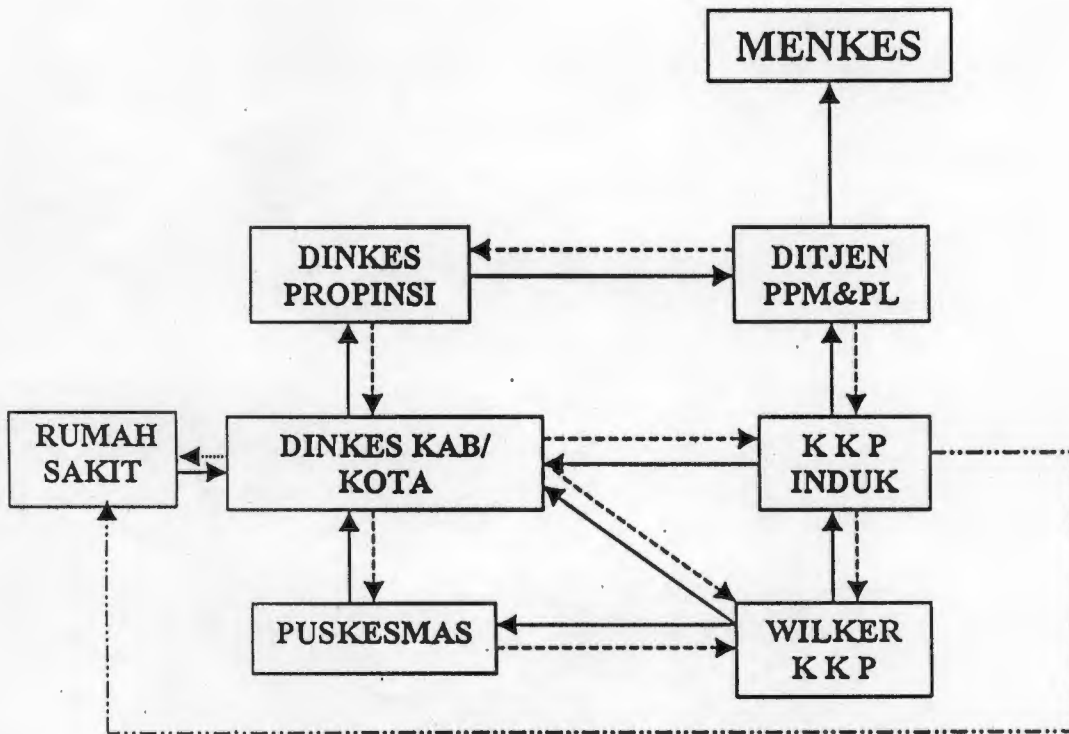 MENKES
DINKES
PROPINSI
DITJEN
PPM&PL
RUMAH
SAKIT
DINKES KAB/
KOTA
K K P
INDUK
PUSKESMAS
WILKER
K K P